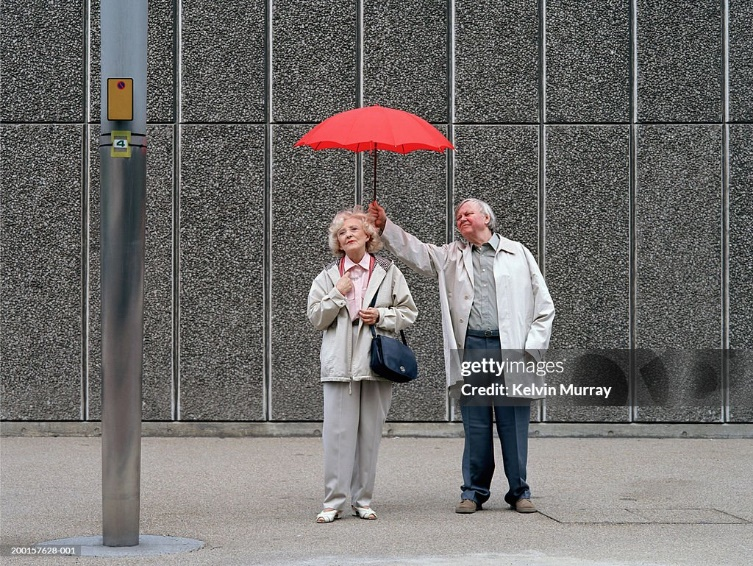 4
gettyimages®
Credit: Kelvin Murray
200157628-001